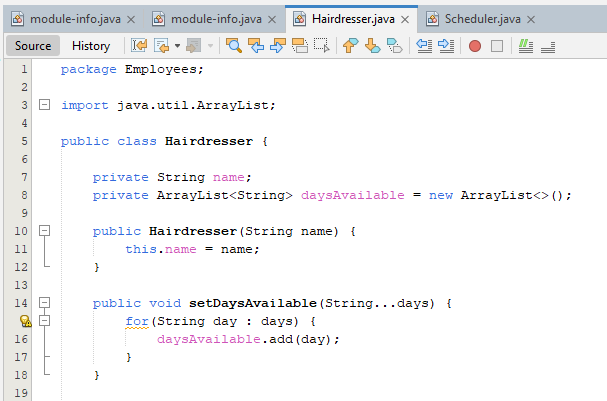 module-info.java × module-info.java × Hairdresser.java × Scheduler.java ×
Source History
1 package Employees;
2
3 import java.util.ArrayList;
4
5 public class Hairdresser {
6
7 private String name;
8 private ArrayList<String> daysAvailable = new ArrayList<>();
9
10 public Hairdresser(String name) {
11 this.name = name;
12 }
13
14 public void setDaysAvailable(String...days) {
for(String day : days) {
16 daysAvailable.add(day);
17 }
18 }
19